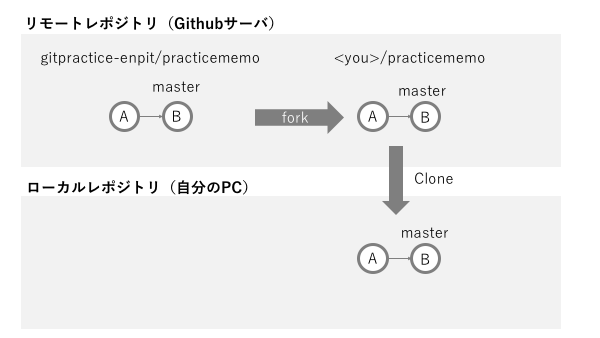 リモートレポジトリ（Githubサーバ）
gitpractice-enpit/practicememo
<you>/practicememo
master
master
A
B
fork
A
B
Clone
ローカルレポジトリ（自分のPC）
master
A
B